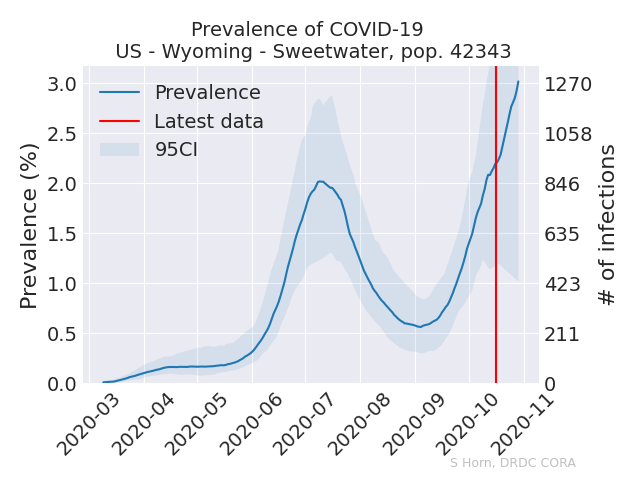 Prevalence of COVID-19
US - Wyoming - Sweetwater, pop. 42343
Prevalence
Latest data
95CI
Prevalence (%)
3.0
2.5
2.0
1.5
1.0
0.5
0.0
1270
1058
846
635
423
211
0
# of infections
2020-03
2020-04
2020-05
2020-06
2020-07
2020-08
2020-09
2020-10
2020-11
S Horn, DRDC CORA